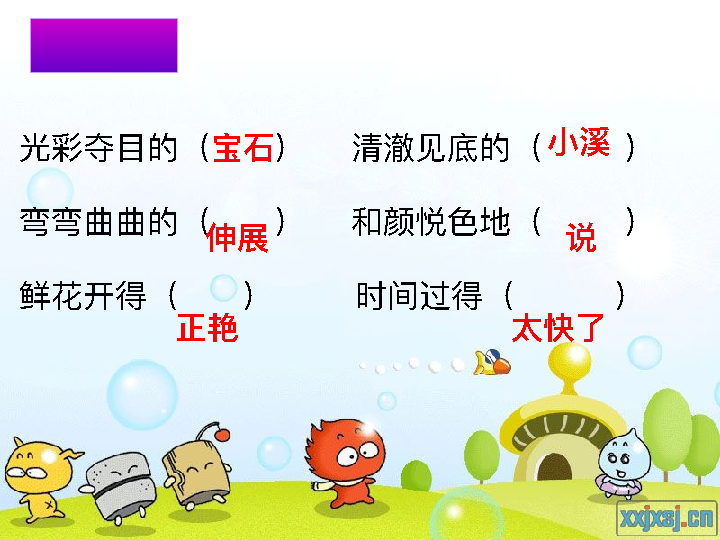 光彩夺目的（宝石） 清澈见底的（小溪）
弯弯曲曲的（伸展） 和颜悦色地（说）
鲜花开得（正艳） 时间过得（太快了）
xxjxsj.cn